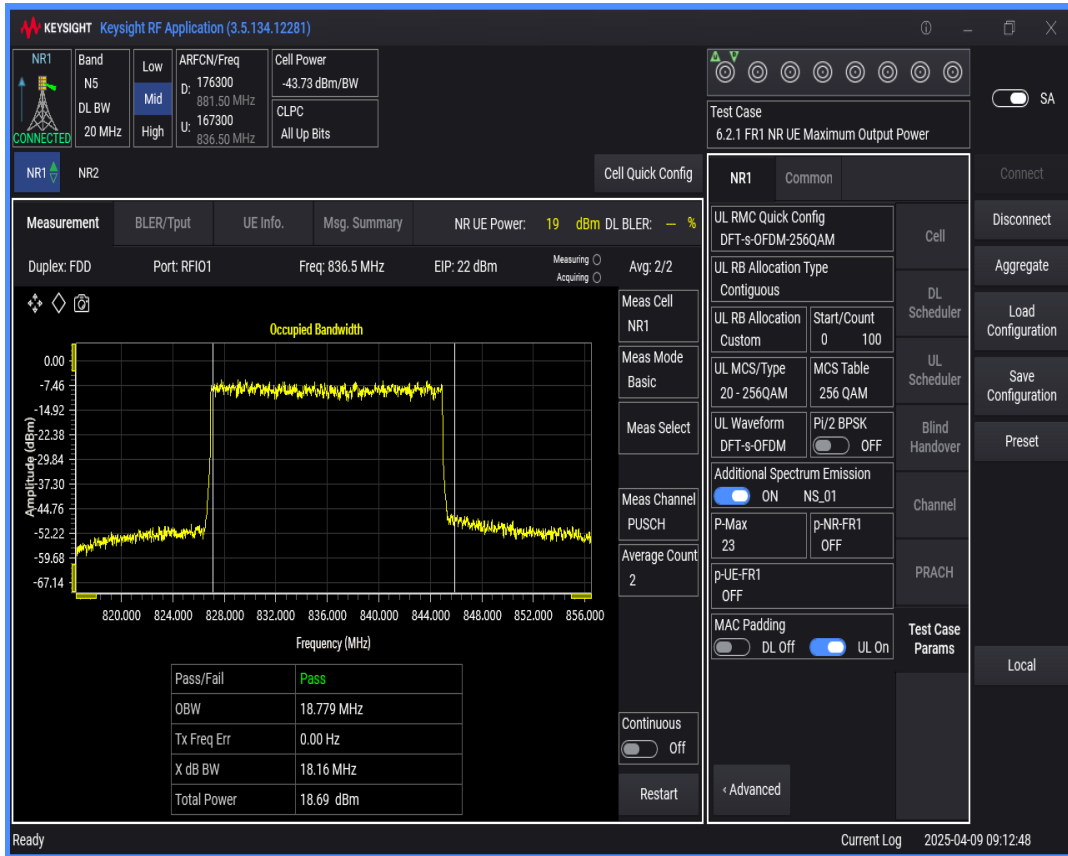 KEYSIGHT Keysight RF Application (3.5.134.12281)
NR1
CONNECTED
Band
N5
DL BW
20 MHz
Low
Mid
High
ARFCN/Freq
D: 176300
881.50 MHz
U: 167300
836.50 MHz
Cell Power
-43.73 dBm/BW
CLPC
All Up Bits
Test Case
6.2.1 FR1 NR UE Maximum Output Power
SA
NR1 NR2 Cell Quick Config
Measurement BLER/Tput UE Info. Msg. Summary NR UE Power: 19 dBm DL BLER: --- %
Duplex: FDD Port: RFIO1 Freq: 836.5 MHz EIP: 22 dBm Measuring Acquiring Avg: 2/2
Occupied Bandwidth
Amplitude (dBm)
0.00
-7.46
-14.92
-22.38
-29.84
-37.30
-44.76
-52.22
-59.68
-67.14
820.000 824.000 828.000 832.000 836.000 840.000 844.000 848.000 852.000 856.000
Frequency (MHz)
Pass/Fail Pass
OBW 18.779 MHz
Tx Freq Err 0.00 Hz
X dB BW 18.16 MHz
Total Power 18.69 dBm
Meas Cell
NR1
Meas Mode
Basic
Meas Select
Meas Channel
PUSCH
Average Count
2
Continuous
Off
Restart
NR1 Common
UL RMC Quick Config
DFT-s-OFDM-256QAM
UL RB Allocation Type
Contiguous
UL RB Allocation
Custom
Start/Count
0 100
UL MCS/Type
20 - 256QAM
MCS Table
256 QAM
UL Waveform
DFT-s-OFDM
Pi/2 BPSK
OFF
Additional Spectrum Emission
ON NS_01
P-Max
23
p-NR-FR1
OFF
p-UE-FR1
OFF
MAC Padding
DL Off UL On
‹ Advanced
Cell
DL
Scheduler
UL
Scheduler
Blind
Handover
Channel
PRACH
Test Case
Params
Connect
Disconnect
Aggregate
Load
Configuration
Save
Configuration
Preset
Local
Ready Current Log 2025-04-09 09:12:48